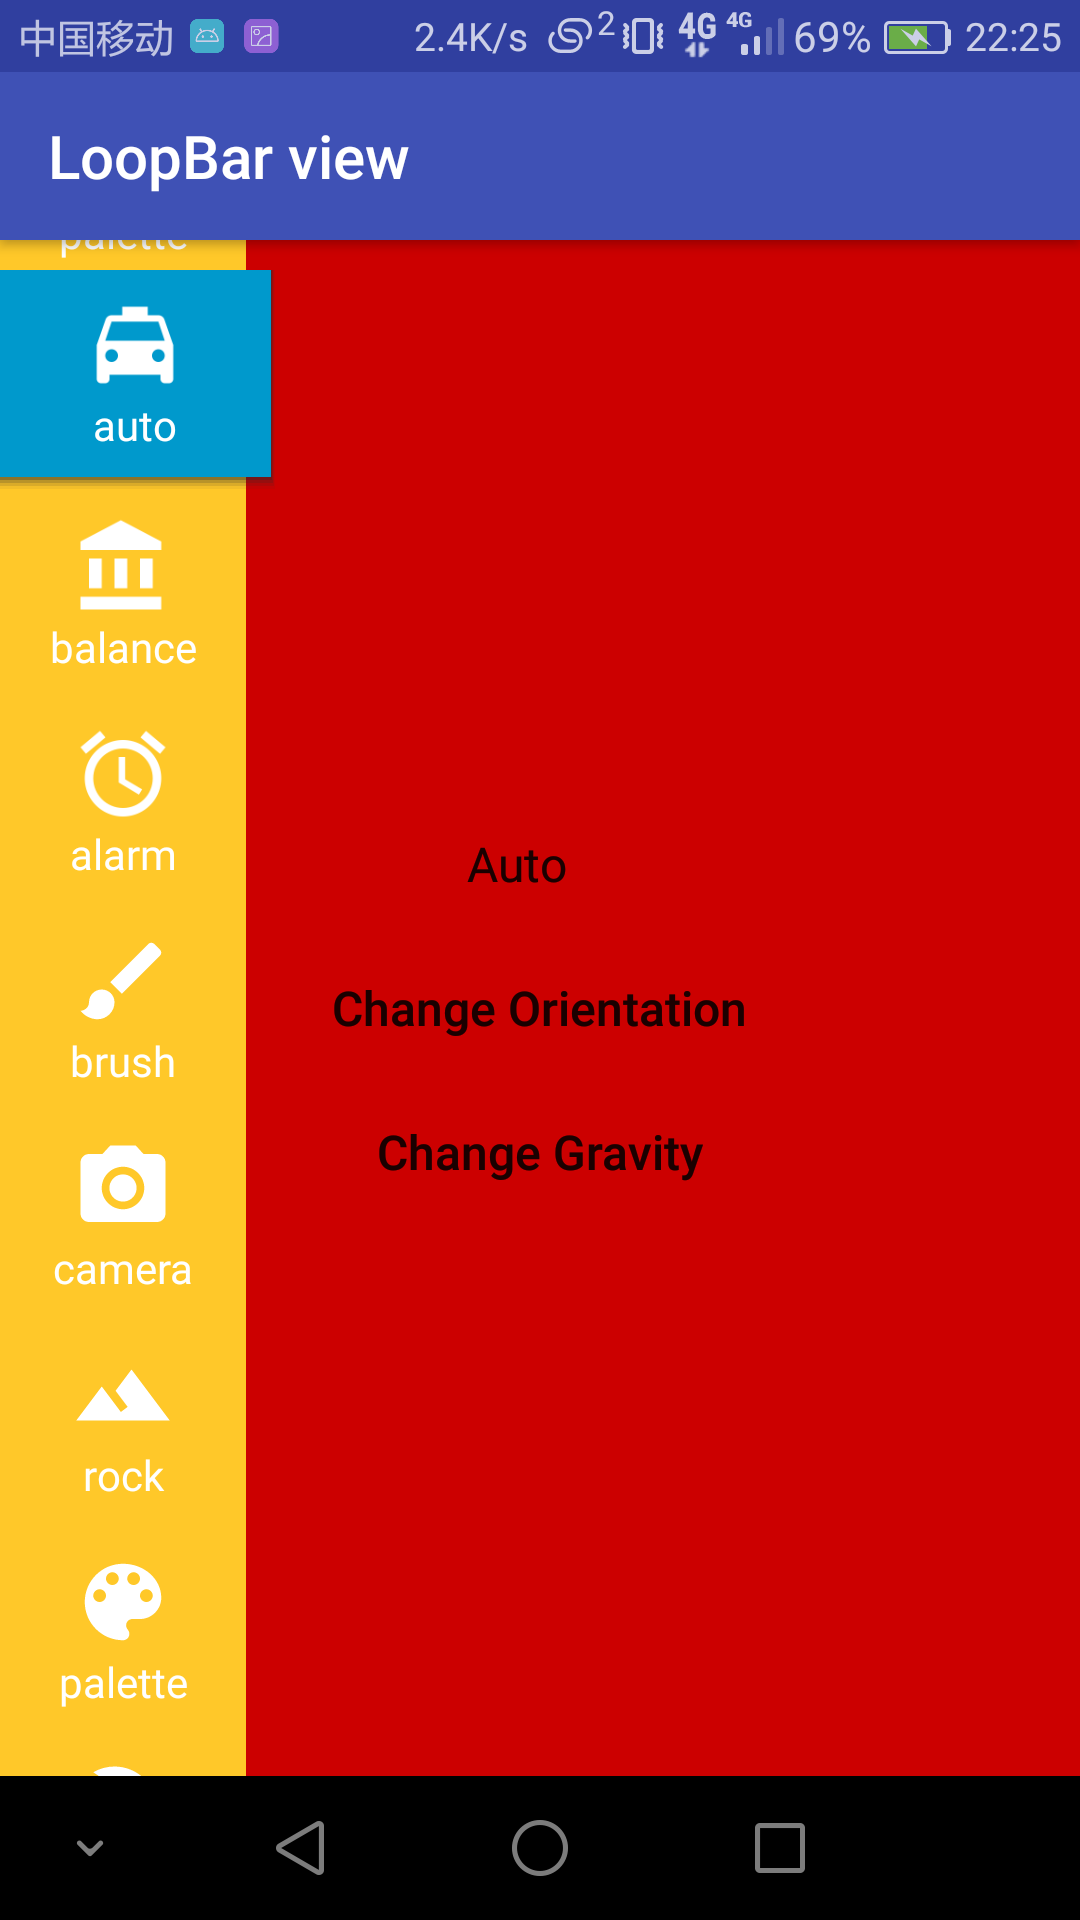 中国移动 2.4K/s 2 4G 4G 69% 22:25
LoopBar view
palette
auto
balance
alarm
brush
camera
rock
palette
Auto
Change Orientation
Change Gravity